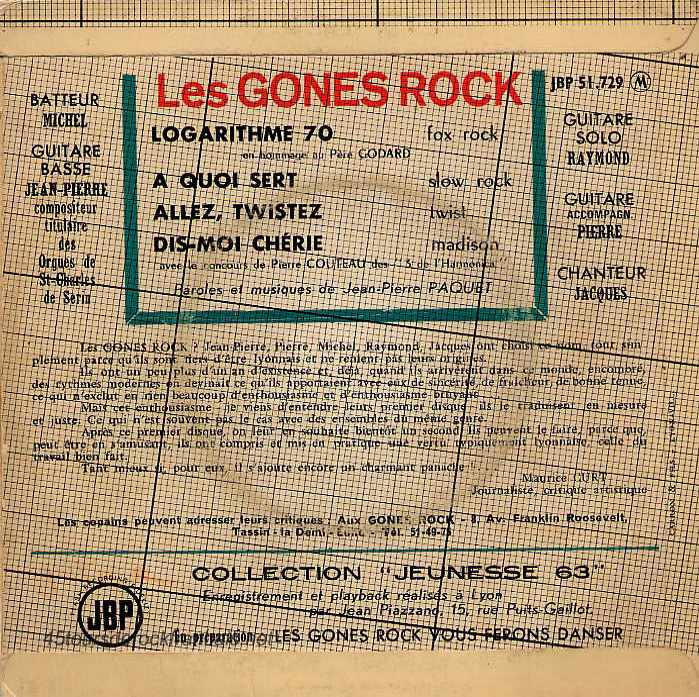 Les GONES ROCK
JBP 51.729 M
BATTEUR
MICHEL
GUITARE
BASSE
JEAN-PIERRE
compositeur
titulaire
des
Orgues de
St-Charles
de Serin
LOGARITHME 70 fox rock
en hommage au Père GODARD
A QUOI SERT slow rock
ALLEZ, TWiSTEZ twist
DIS-MOI CHÉRIE madison
avec le concours de Pierre COUTEAU des "3 de l'Harmonica"
Paroles et musiques de Jean-Pierre PAQUET
GUITARE
SOLO
RAYMOND
GUITARE
ACCOMPAGN.
PIERRE
CHANTEUR
JACQUES
Les GONES ROCK ? Jean-Pierre, Pierre, Michel, Raymond, Jacques ont choisi ce nom tout sim-
plement parce qu'ils sont fiers d'être lyonnais et ne renient pas leurs origines.
Ils ont un peu plus d'un an d'existence et, déjà, quand ils arrivèrent dans ce monde, encombré,
des rythmes modernes on devinait ce qu'ils apportaient avec eux de sincérité, de fraîcheur, de bonne tenue,
ce qui n'exclut en rien beaucoup d'enthousiasme et d'enthousiasme bruyant.
Mais cet enthousiasme, je viens d'entendre leurs premier disque, ils le traduisent en mesure
et juste. Ce qui n'est souvent pas le cas avec des ensembles du même genre.
Après ce premier disque, on leur en souhaite bientôt un second. Ils peuvent le faire, parce que,
peut être en s'amusant, ils ont compris et mis en pratique une vertu typiquement lyonnaise, celle du
travail bien fait.
Tant mieux si, pour eux, il s'ajoute encore un charmant panache !..
Maurice CURT
Journaliste, critique artistique
Les copains peuvent adresser leurs critiques : Aux GONES ROCK - 8, Av. Franklin Roosevelt,
Tassin - la Demi - Lune. - Tél. 51-49-75
COLLECTION "JEUNESSE 63"
Enregistrement et playback réalisés à Lyon
par Jean Piazzano, 15, rue Puits-Gaillot.
JBP
En préparation : LES GONES ROCK VOUS FERONS DANSER